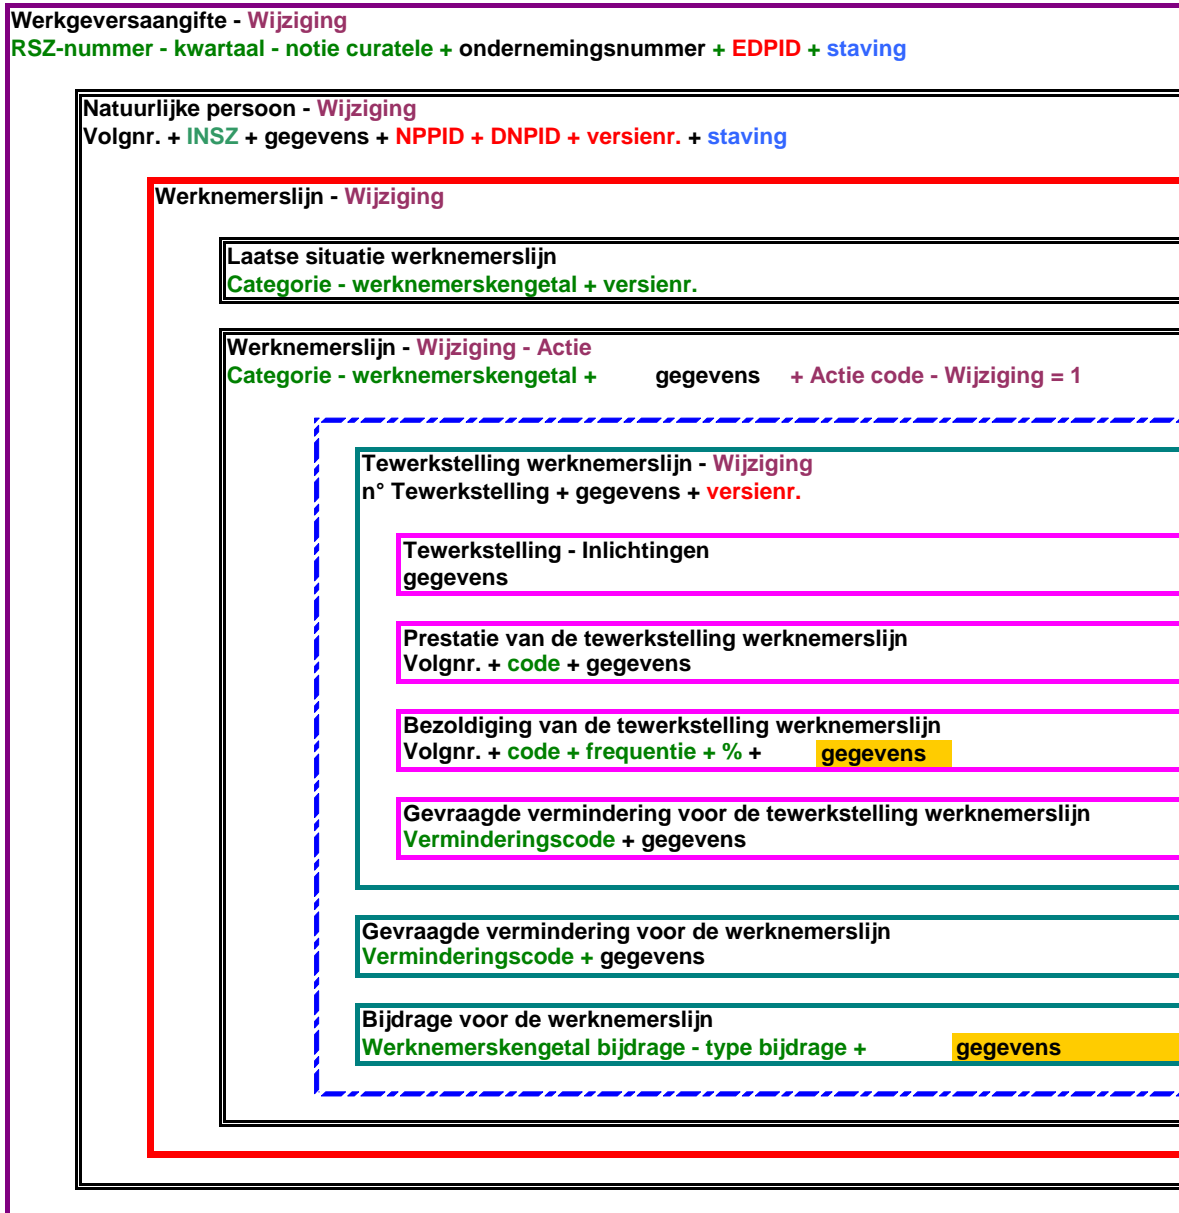 Werkgeversaangifte - Wijziging
RSZ-nummer - kwartaal - notie curatele + ondernemingsnummer + EDPID + staving
Natuurlijke persoon - Wijziging
Volgnr. + INSZ + gegevens + NPPID + DNPID + versienr. + staving
Werknemerslijn - Wijziging
Laatse situatie werknemerslijn
Categorie - werknemerskengetal + versienr.
Werknemerslijn - Wijziging - Actie
Categorie - werknemerskengetal + gegevens + Actie code - Wijziging = 1
Tewerkstelling werknemerslijn - Wijziging
n° Tewerkstelling + gegevens + versienr.
Tewerkstelling - Inlichtingen
gegevens
Prestatie van de tewerkstelling werknemerslijn
Volgnr. + code + gegevens
Bezoldiging van de tewerkstelling werknemerslijn
Volgnr. + code + frequentie + % + gegevens
Gevraagde vermindering voor de tewerkstelling werknemerslijn
Verminderingscode + gegevens
Gevraagde vermindering voor de werknemerslijn
Verminderingscode + gegevens
Bijdrage voor de werknemerslijn
Werknemerskengetal bijdrage - type bijdrage + gegevens